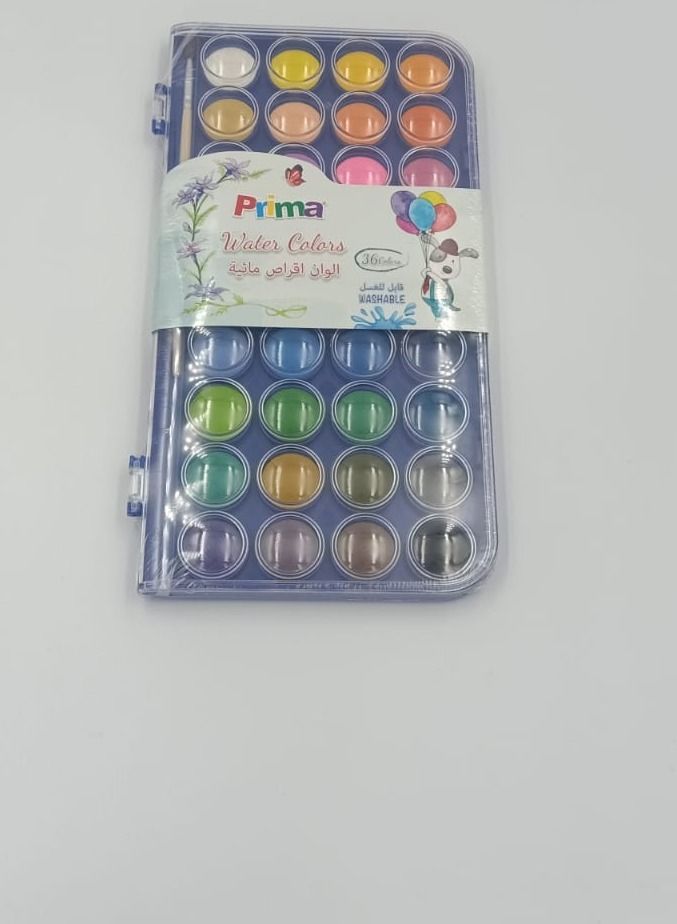 Prima
Water Colors
الوان اقراص مائية
36 Colors
قابل للغسل
WASHABLE